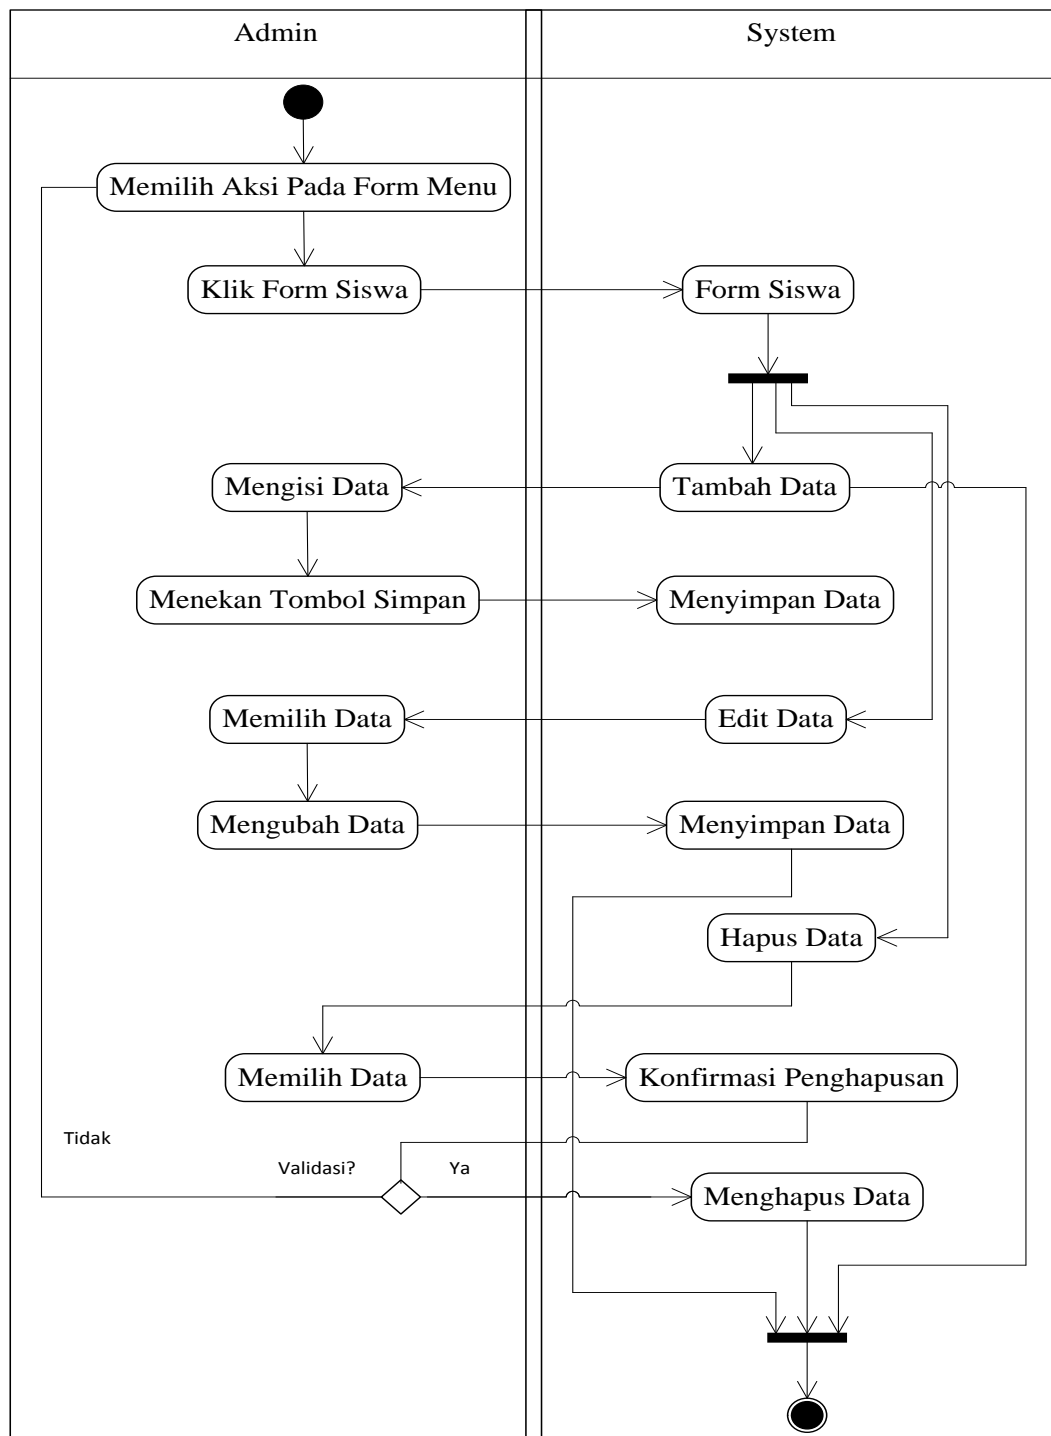 Admin
System
Memilih Aksi Pada Form Menu
Klik Form Siswa
Form Siswa
Mengisi Data
Tambah Data
Menekan Tombol Simpan
Menyimpan Data
Memilih Data
Edit Data
Mengubah Data
Menyimpan Data
Hapus Data
Memilih Data
Konfirmasi Penghapusan
Tidak
Validasi?
Ya
Menghapus Data